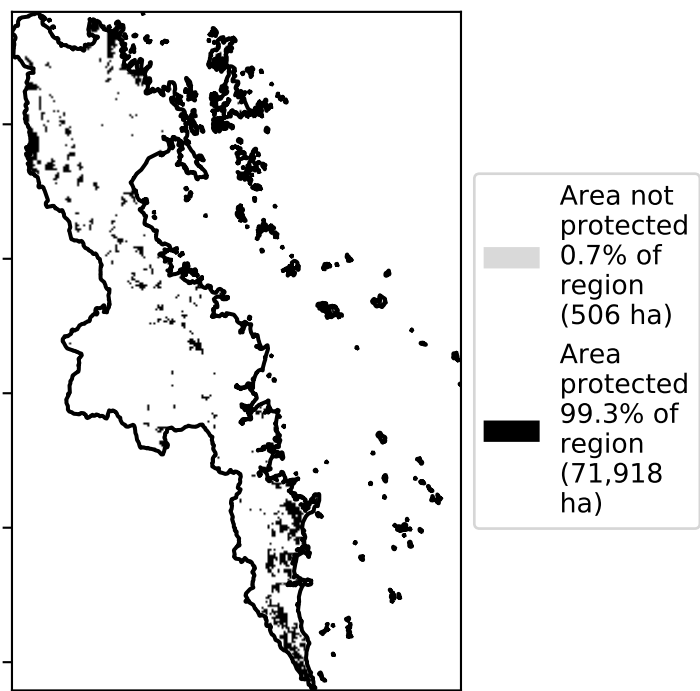 Area not
protected
0.7% of
region
(506 ha)
Area
protected
99.3% of
region
(71,918
ha)